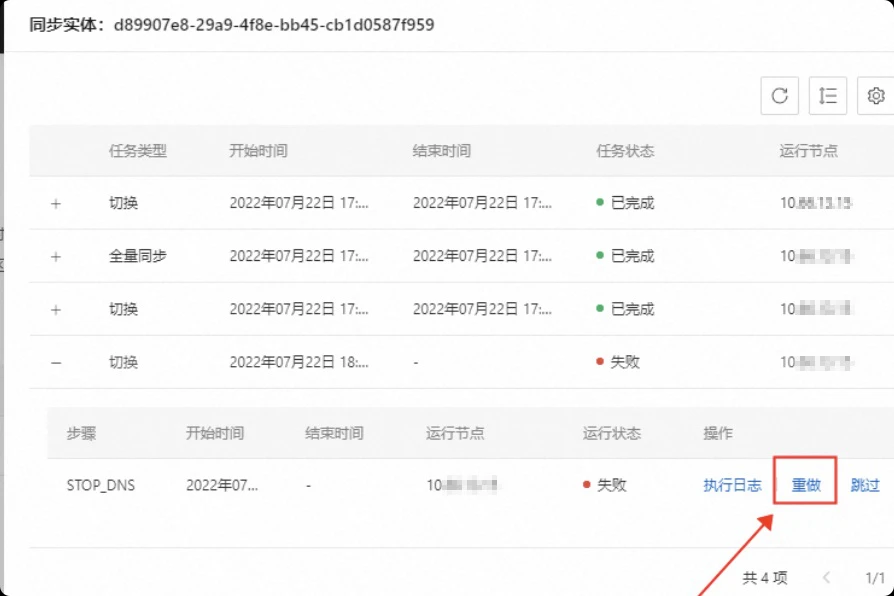 同步实体：d89907e8-29a9-4f8e-bb45-cb1d0587f959
任务类型 开始时间 结束时间 任务状态 运行节点
+ 切换 2022年07月22日 17:... 2022年07月22日 17:... 已完成 10
+ 全量同步 2022年07月22日 17:... 2022年07月22日 17:... 已完成 10
+ 切换 2022年07月22日 17:... 2022年07月22日 17:... 已完成 10
− 切换 2022年07月22日 18:... - 失败 10
步骤 开始时间 结束时间 运行节点 运行状态 操作
STOP_DNS 2022年07... - 10 失败 执行日志 重做 跳过
共 4 项 < 1/1